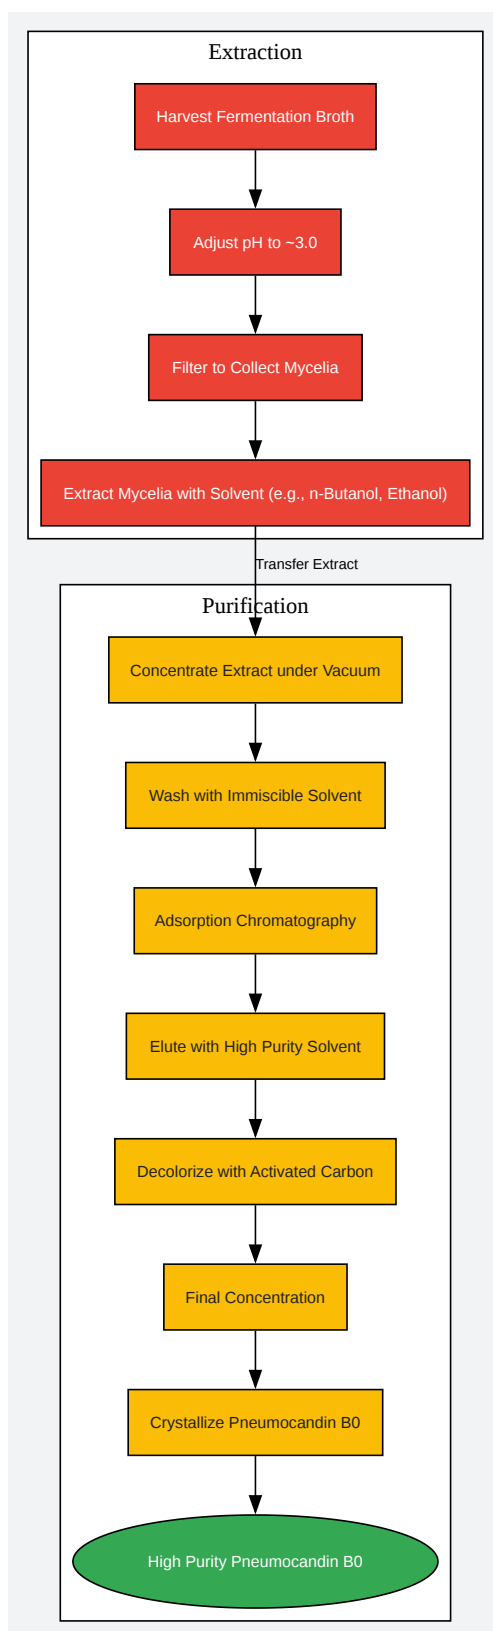 Extraction
Harvest Fermentation Broth
Adjust pH to ~3.0
Filter to Collect Mycelia
Extract Mycelia with Solvent (e.g., n-Butanol, Ethanol)
Transfer Extract
Purification
Concentrate Extract under Vacuum
Wash with Immiscible Solvent
Adsorption Chromatography
Elute with High Purity Solvent
Decolorize with Activated Carbon
Final Concentration
Crystallize Pneumocandin B0
High Purity Pneumocandin B0